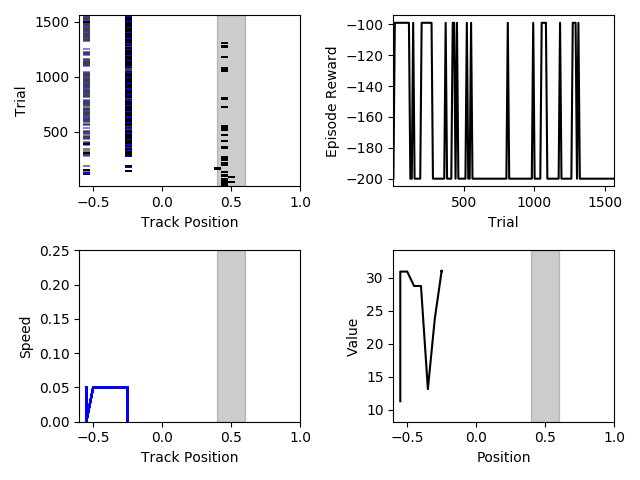 1500
1000
500
Trial
−0.5 0.0 0.5 1.0
Track Position
−100
−120
−140
−160
−180
−200
Episode Reward
500 1000 1500
Trial
0.25
0.20
0.15
0.10
0.05
0.00
Speed
−0.5 0.0 0.5 1.0
Track Position
30
25
20
15
10
Value
−0.5 0.0 0.5 1.0
Position